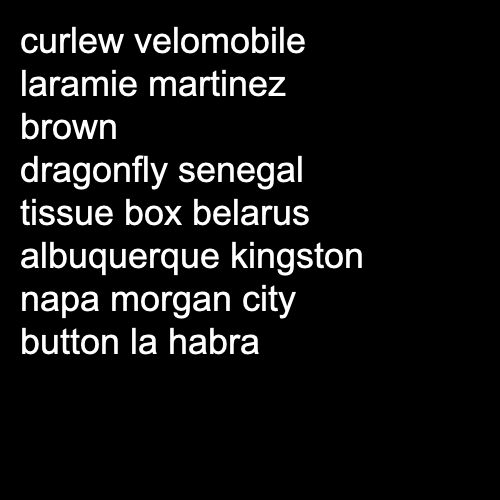 curlew velomobile
laramie martinez
brown
dragonfly senegal
tissue box belarus
albuquerque kingston
napa morgan city
button la habra